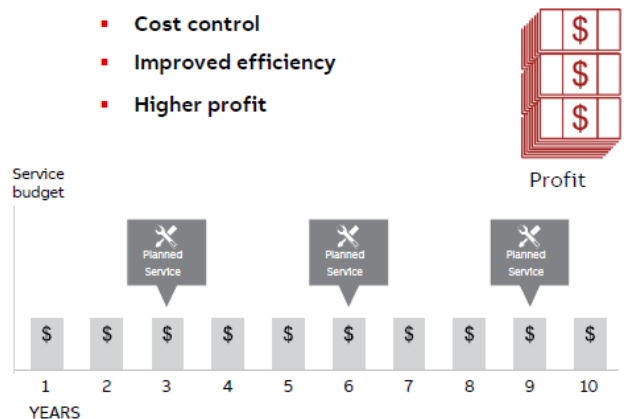 Cost control
Improved efficiency
Higher profit
$
$
$
Profit
Service
budget
Planned
Service
Planned
Service
Planned
Service
$ $ $ $ $ $ $ $ $ $
1 2 3 4 5 6 7 8 9 10
YEARS